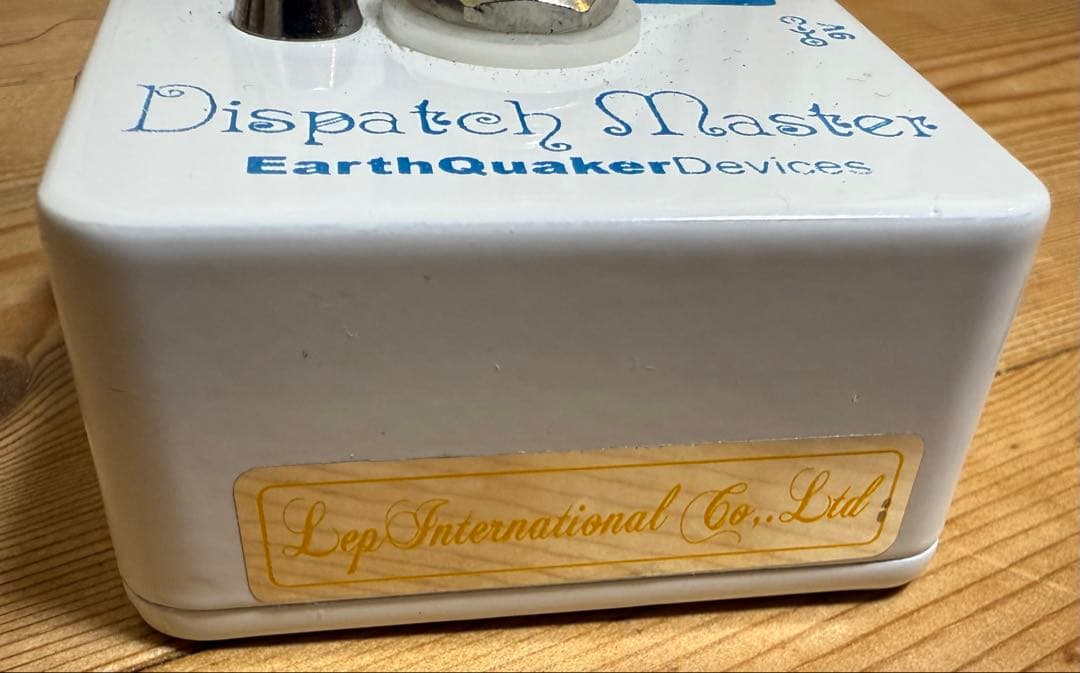 Dispatch Master
EarthQuakerDevices
Lep International Co,. Ltd